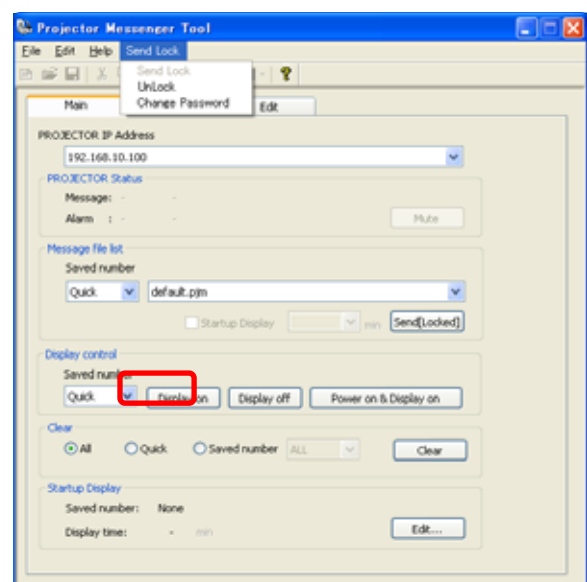 Projector Messenger Tool
File Edit Help Send Lock
Send Lock
UnLock
Change Password
Main Edit
PROJECTOR IP Address
192.168.10.100
PROJECTOR Status
Message: - -
Alarm : - - Mute
Message file list
Saved number
Quick default.pjm
Startup Display min Send[Locked]
Display control
Saved number
Quick Display on Display off Power on & Display on
Clear
All Quick Saved number ALL Clear
Startup Display
Saved number: None
Display time: - min Edit...